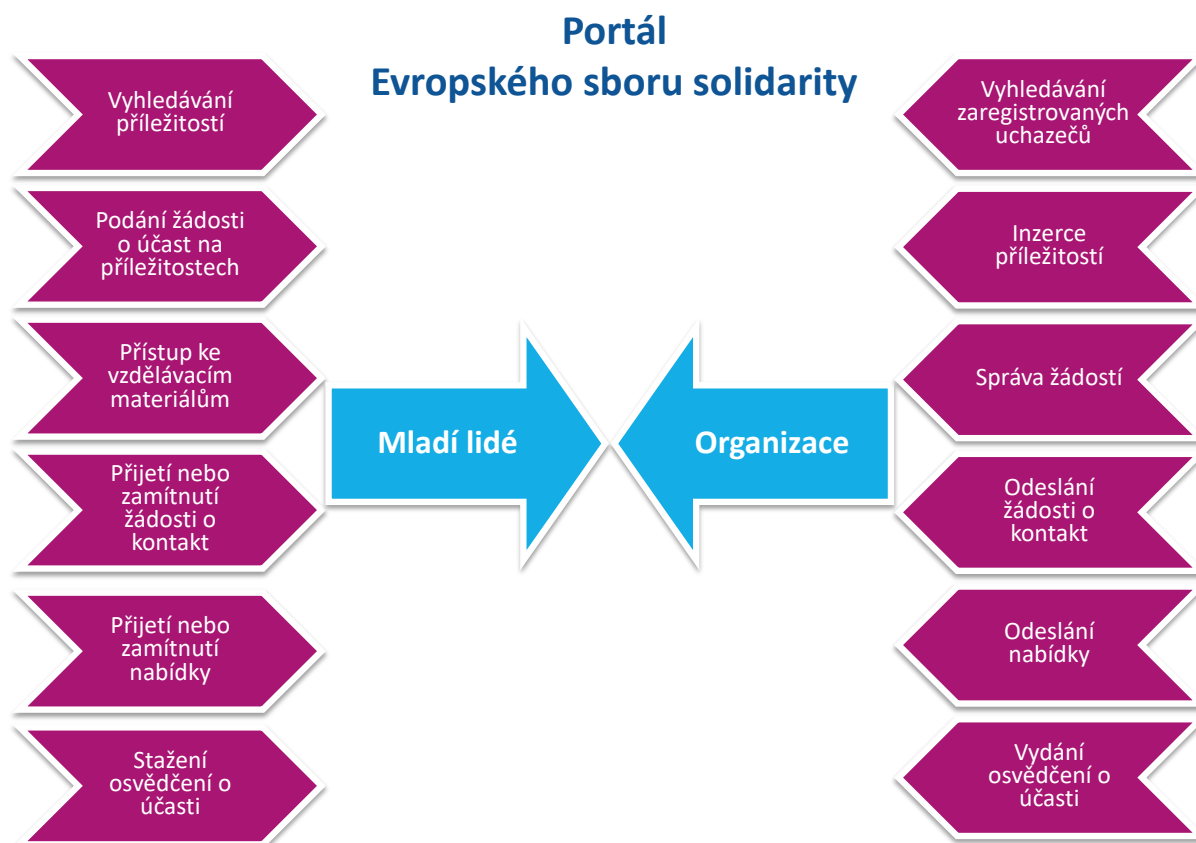 Portál
Evropského sboru solidarity
Vyhledávání
příležitostí
Podání žádosti
o účast na
příležitostech
Přístup ke
vzdělávacím
materiálům
Přijetí nebo
zamítnutí
žádosti o
kontakt
Přijetí nebo
zamítnutí
nabídky
Stažení
osvědčení o
účasti
Mladí lidé
Organizace
Vyhledávání
zaregistrovaných
uchazečů
Inzerce
příležitostí
Správa žádostí
Odeslání
žádosti o
kontakt
Odeslání
nabídky
Vydání
osvědčení o
účasti